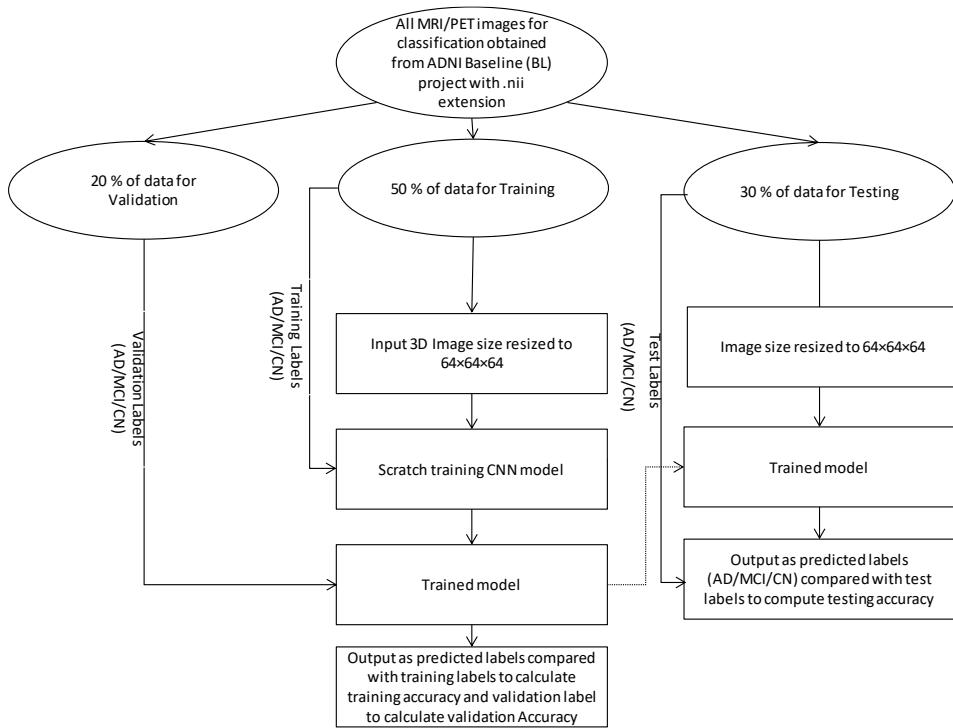 All MRI/PET images for
classification obtained
from ADNI Baseline (BL)
project with .nii
extension
20 % of data for
Validation
50 % of data for Training
30 % of data for Testing
Validation Labels
(AD/MCI/CN)
Training Labels
(AD/MCI/CN)
Test Labels
(AD/MCI/CN)
Input 3D Image size resized to
64×64×64
Image size resized to 64×64×64
Scratch training CNN model
Trained model
Trained model
Output as predicted labels
(AD/MCI/CN) compared with test
labels to compute testing accuracy
Output as predicted labels compared
with training labels to calculate
training accuracy and validation label
to calculate validation Accuracy